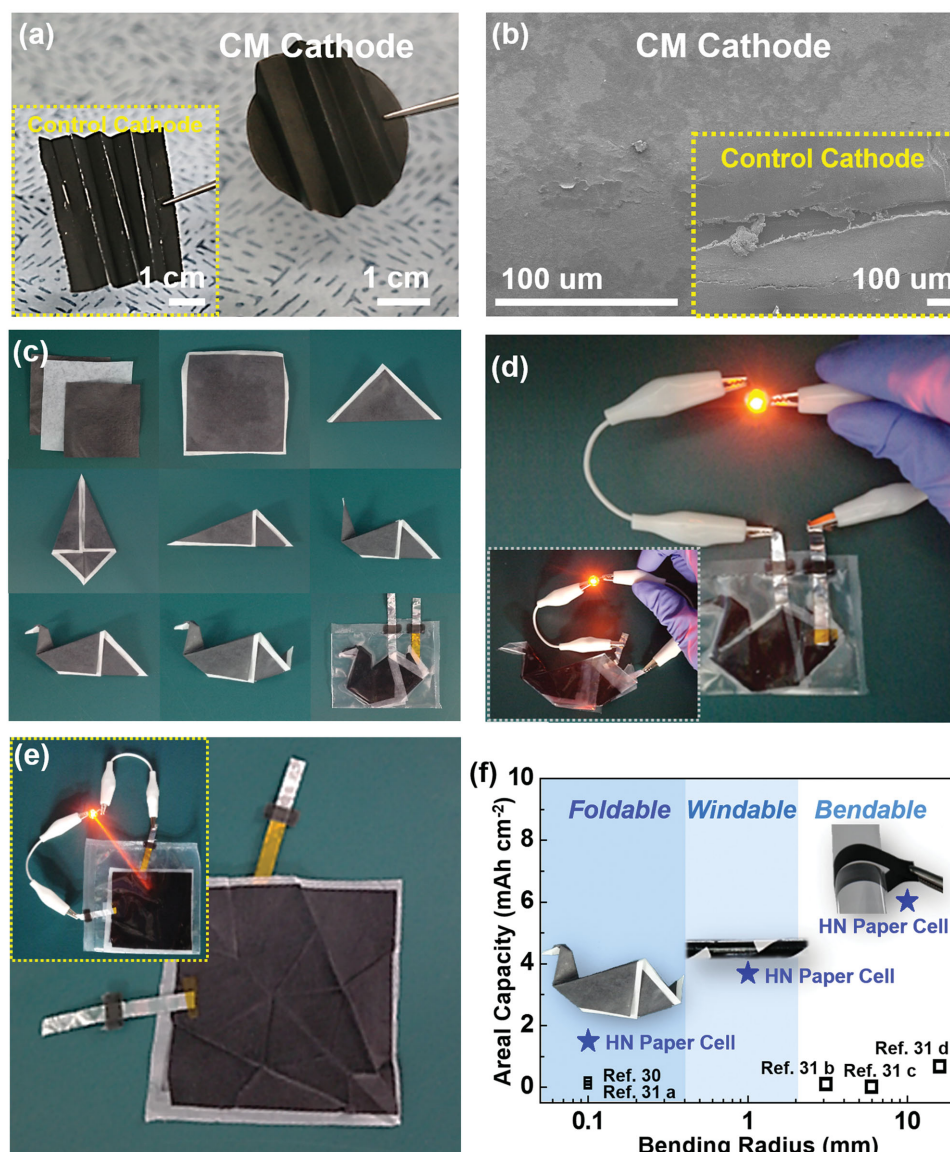 (a)
CM Cathode
Control Cathode
1 cm
1 cm
(b)
CM Cathode
Control Cathode
100 um
100 um
(c)
(d)
(e)
(f)
Areal Capacity (mAh cm⁻²)
10
8
6
4
2
0
Foldable
Windable
Bendable
HN Paper Cell
HN Paper Cell
HN Paper Cell
Ref. 30
Ref. 31 a
Ref. 31 b
Ref. 31 c
Ref. 31 d
0.1
1
10
Bending Radius (mm)